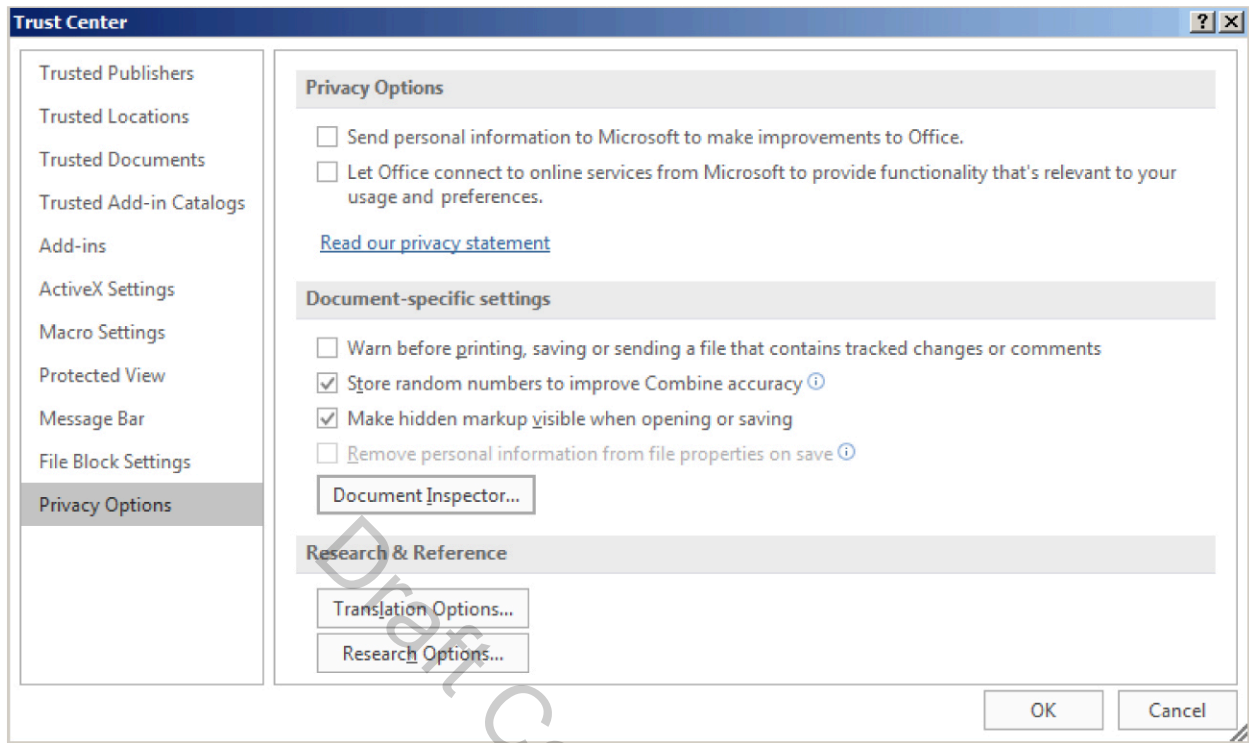 Trust Center
Trusted Publishers
Trusted Locations
Trusted Documents
Trusted Add-in Catalogs
Add-ins
ActiveX Settings
Macro Settings
Protected View
Message Bar
File Block Settings
Privacy Options
Privacy Options
Send personal information to Microsoft to make improvements to Office.
Let Office connect to online services from Microsoft to provide functionality that's relevant to your
usage and preferences.
Read our privacy statement
Document-specific settings
Warn before printing, saving or sending a file that contains tracked changes or comments
Store random numbers to improve Combine accuracy
Make hidden markup visible when opening or saving
Remove personal information from file properties on save
Document Inspector...
Research & Reference
Translation Options...
Research Options...
OK
Cancel
Draft